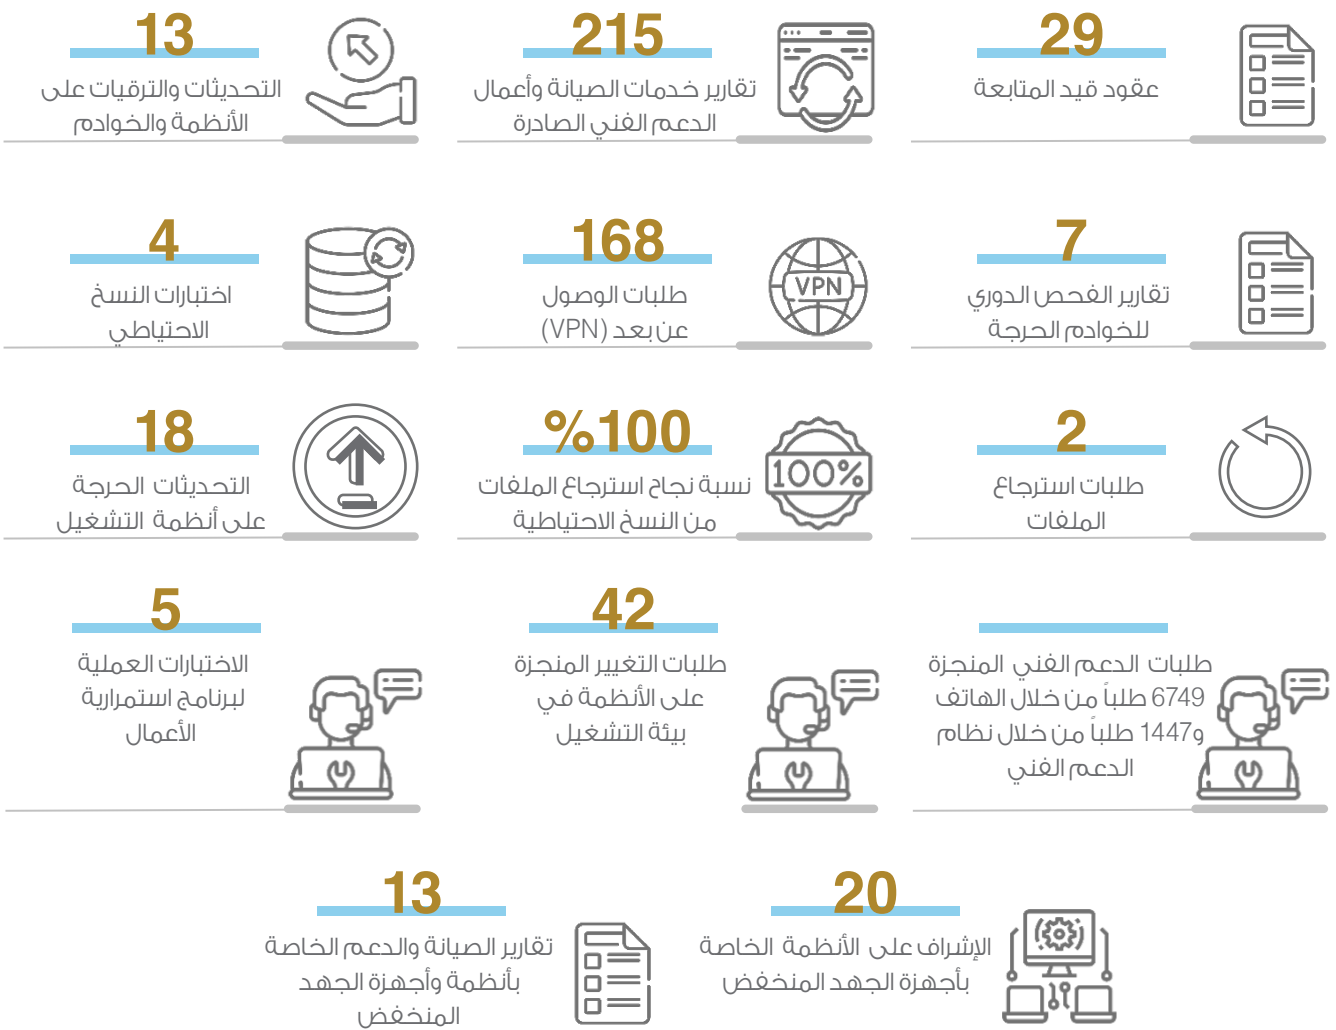 29
عقود قيد المتابعة
215
تقارير خدمات الصيانة وأعمال
الدعم الفني الصادرة
13
التحديثات والترقيات على
الأنظمة والخوادم
7
تقارير الفحص الدوري
للخوادم الحرجة
168
طلبات الوصول
عن بعد (VPN)
VPN
4
اختبارات النسخ
الاحتياطي
2
طلبات استرجاع
الملفات
%100
نسبة نجاح استرجاع الملفات
من النسخ الاحتياطية
100%
18
التحديثات الحرجة
على أنظمة التشغيل
طلبات الدعم الفني المنجزة
6749 طلباً من خلال الهاتف
و1447 طلباً من خلال نظام
الدعم الفني
42
طلبات التغيير المنجزة
على الأنظمة في
بيئة التشغيل
5
الاختبارات العملية
لبرنامج استمرارية
الأعمال
20
الإشراف على الأنظمة الخاصة
بأجهزة الجهد المنخفض
13
تقارير الصيانة والدعم الخاصة
بأنظمة وأجهزة الجهد
المنخفض